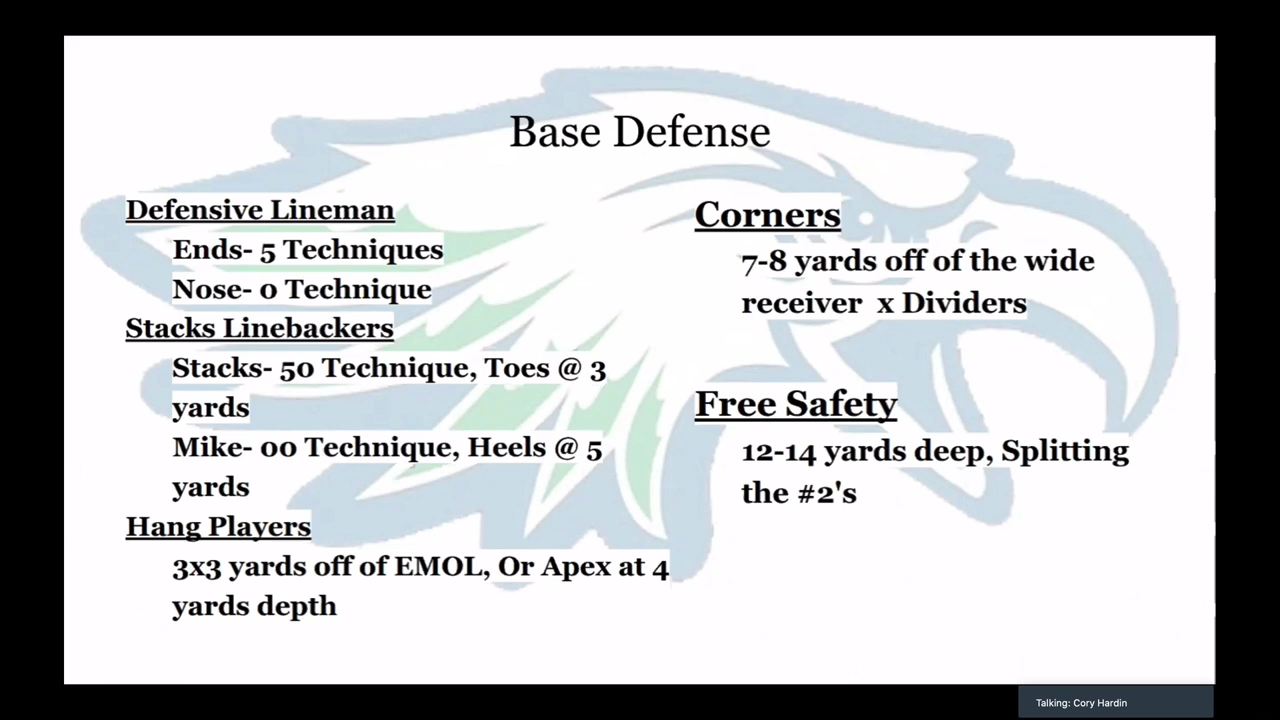 Base Defense
Defensive Lineman
Ends- 5 Techniques
Nose- 0 Technique
Stacks Linebackers
Stacks- 50 Technique, Toes @ 3
yards
Mike- 00 Technique, Heels @ 5
yards
Hang Players
3x3 yards off of EMOL, Or Apex at 4
yards depth
Corners
7-8 yards off of the wide
receiver x Dividers
Free Safety
12-14 yards deep, Splitting
the #2's
Talking: Cory Hardin